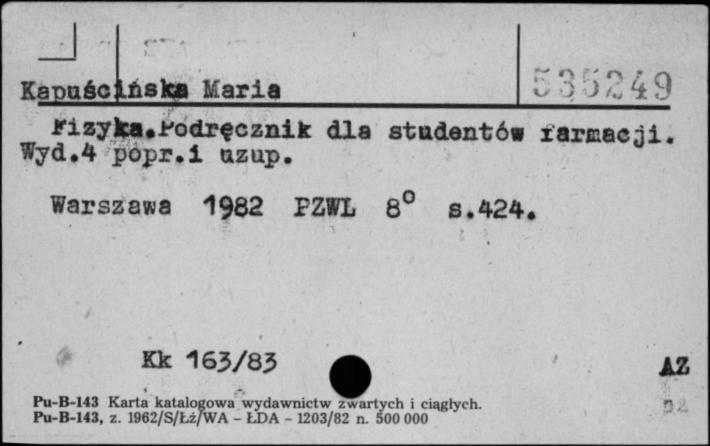 Kapuścińska Maria
535249
Fizyka.Podręcznik dla studentów farmacji.
Wyd.4 popr.i uzup.
Warszawa 1982 PZWL 8° s.424.
Kk 163/83
AZ
Pu-B-143 Karta katalogowa wydawnictw zwartych i ciągłych.
Pu-B-143, z. 1962/S/Łź/WA - ŁDA - 1203/82 n. 500 000